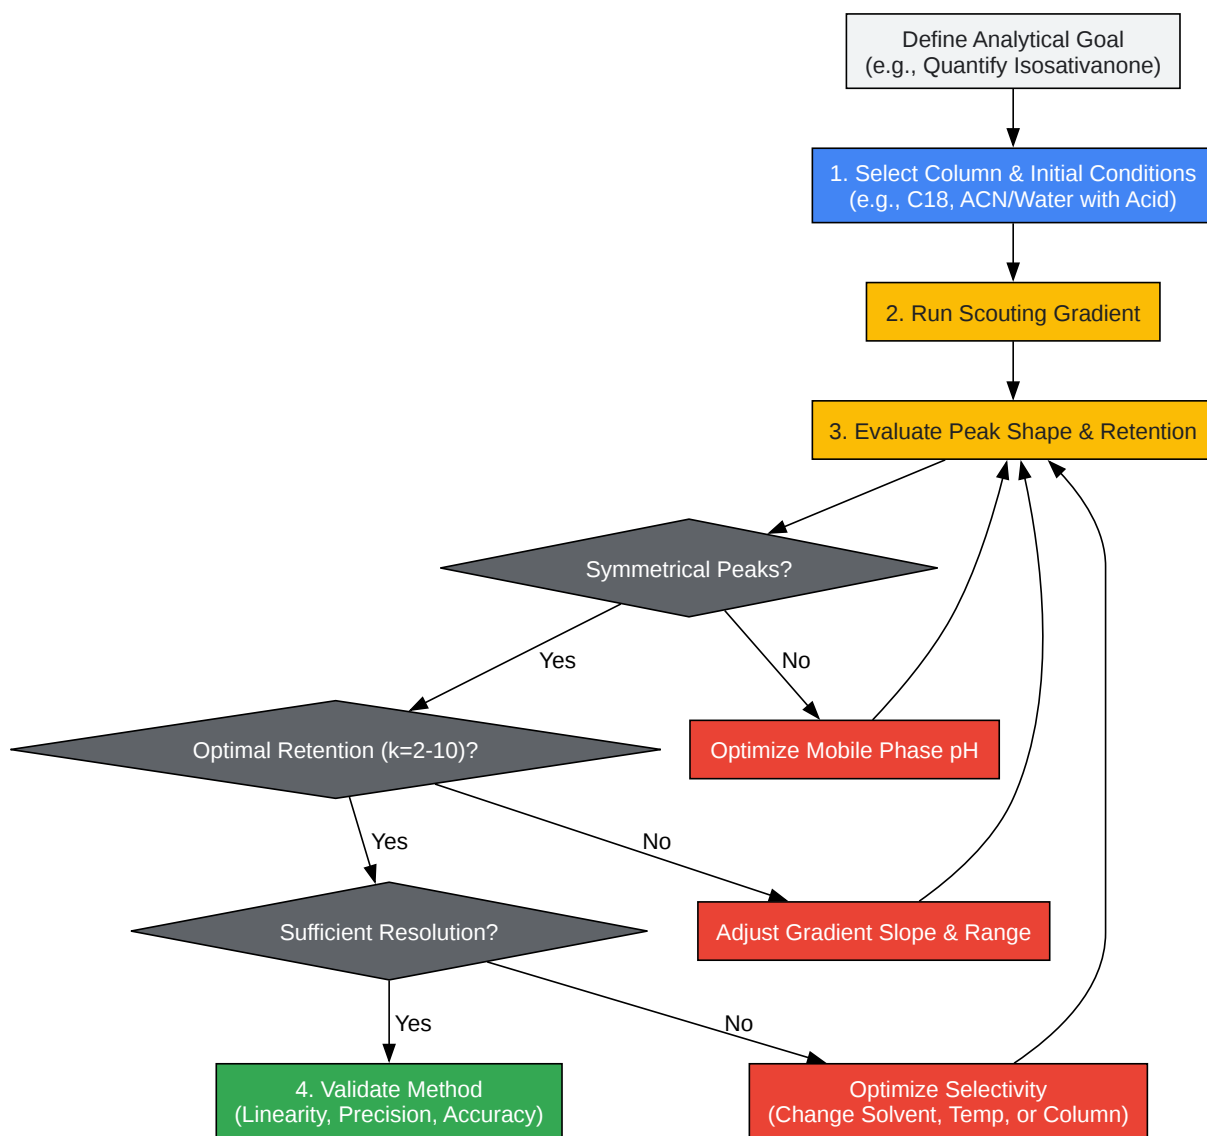 Define Analytical Goal
(e.g., Quantify Isosativanone)
1. Select Column & Initial Conditions
(e.g., C18, ACN/Water with Acid)
2. Run Scouting Gradient
3. Evaluate Peak Shape & Retention
Symmetrical Peaks?
Yes
No
Optimal Retention (k=2-10)?
Optimize Mobile Phase pH
Yes
No
Sufficient Resolution?
Adjust Gradient Slope & Range
Yes
No
4. Validate Method
(Linearity, Precision, Accuracy)
Optimize Selectivity
(Change Solvent, Temp, or Column)